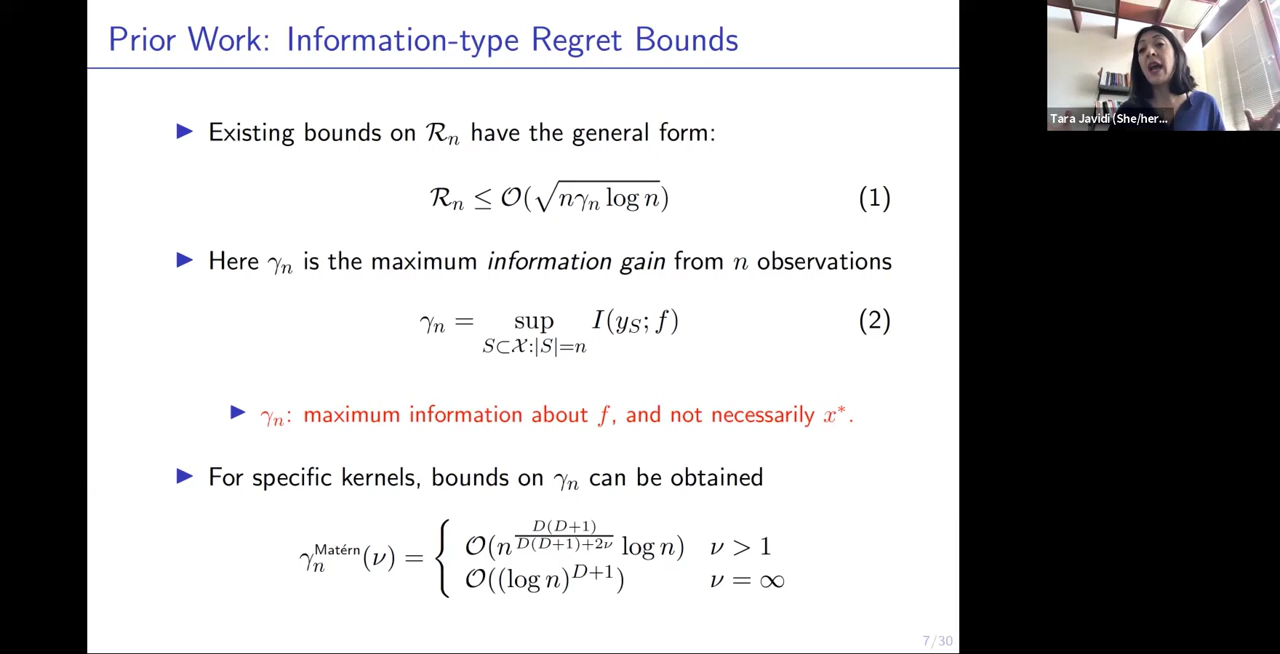 Prior Work: Information-type Regret Bounds
Existing bounds on 𝓡ₙ have the general form:
𝓡ₙ ≤ 𝒪(√(nγₙ log n)) (1)
Here γₙ is the maximum information gain from n observations
γₙ = sup_{S⊂𝒳:|S|=n} I(y_S; f) (2)
γₙ: maximum information about f, and not necessarily x*.
For specific kernels, bounds on γₙ can be obtained
γₙ^{Matérn}(ν) = { 𝒪(n^{D(D+1)/(D(D+1)+2ν)} log n) ν > 1
𝒪((log n)^{D+1}) ν = ∞
7/30
Tara Javidi (She/her...